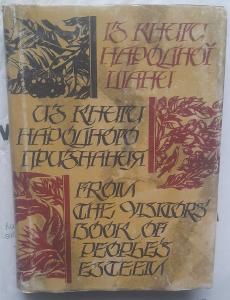 ІЗ КНИГИ
НАРОДНОЇ
ШАНИ
ИЗ КНИГИ
НАРОДНОГО
ПРИЗНАНИЯ
FROM
THE VISITORS'
BOOK OF
PEOPLE'S
ESTEEM